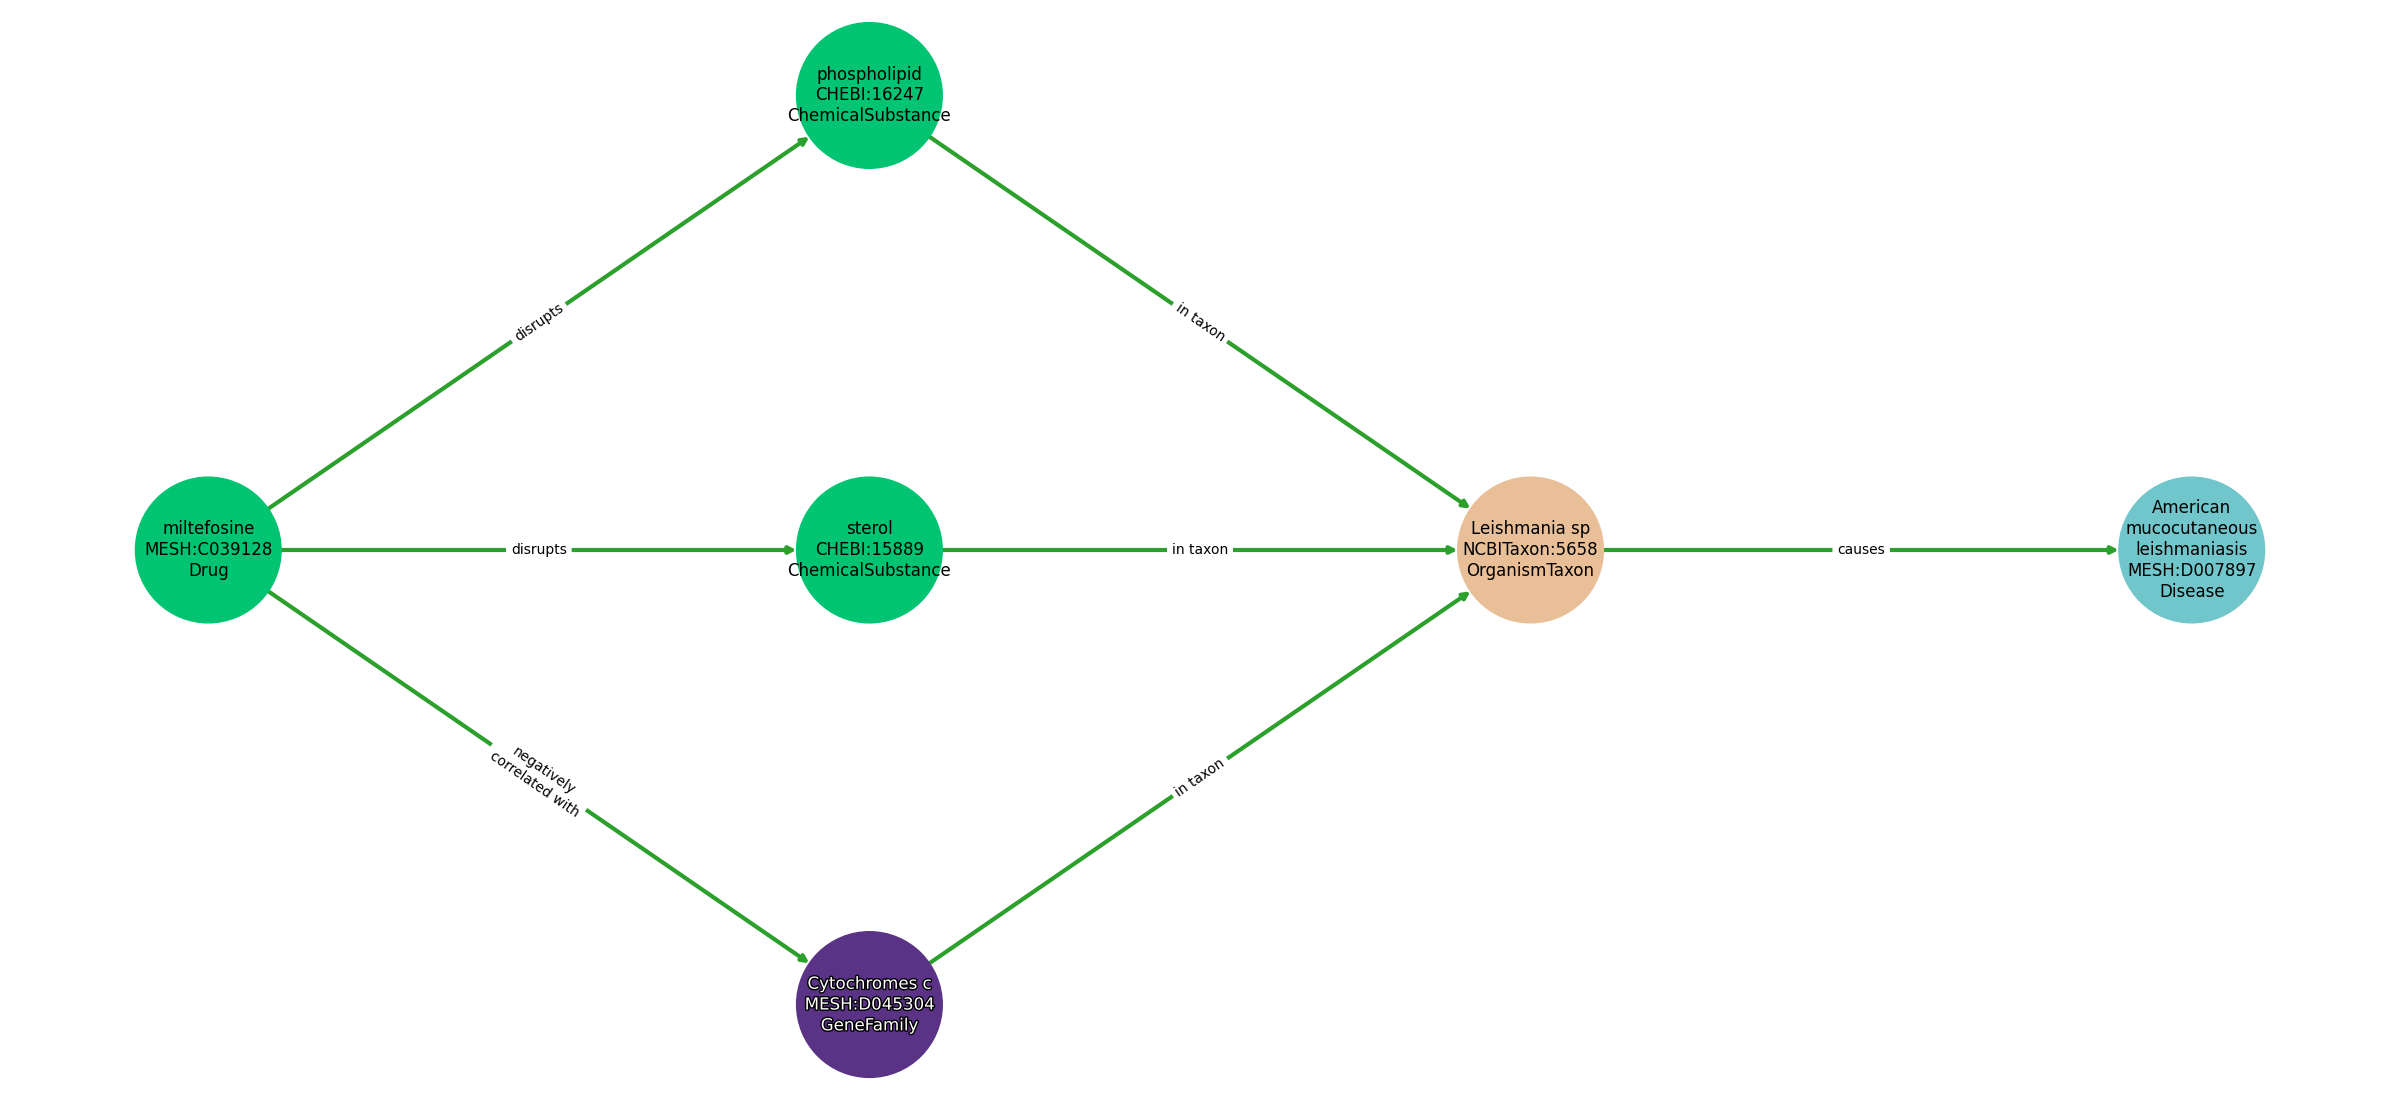 phospholipid
CHEBI:16247
ChemicalSubstance
disrupts
in taxon
miltefosine
MESH:C039128
Drug
disrupts
sterol
CHEBI:15889
ChemicalSubstance
in taxon
Leishmania sp
NCBITaxon:5658
OrganismTaxon
causes
American
mucocutaneous
leishmaniasis
MESH:D007897
Disease
negatively
correlated with
in taxon
Cytochromes c
MESH:D045304
GeneFamily